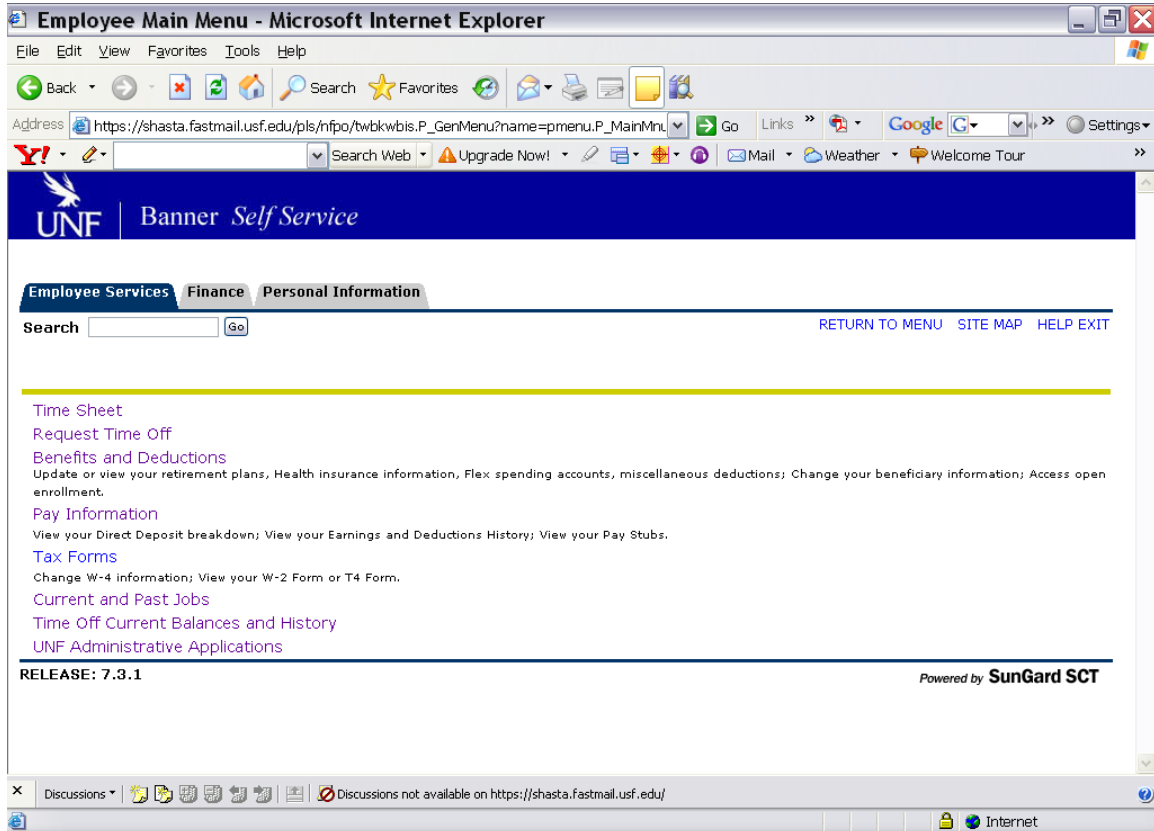 Employee Main Menu - Microsoft Internet Explorer
File Edit View Favorites Tools Help
Back Search Favorites
Address https://shasta.fastmail.usf.edu/pls/nfpo/twbkwbis.P_GenMenu?name=pmenu.P_MainMnu Go Links » Google G Settings
Y! Search Web Upgrade Now! Mail Weather Welcome Tour »
UNF Banner Self Service
Employee Services Finance Personal Information
Search Go RETURN TO MENU SITE MAP HELP EXIT
Time Sheet
Request Time Off
Benefits and Deductions
Update or view your retirement plans, Health insurance information, Flex spending accounts, miscellaneous deductions; Change your beneficiary information; Access open
enrollment.
Pay Information
View your Direct Deposit breakdown; View your Earnings and Deductions History; View your Pay Stubs.
Tax Forms
Change W-4 information; View your W-2 Form or T4 Form.
Current and Past Jobs
Time Off Current Balances and History
UNF Administrative Applications
RELEASE: 7.3.1 Powered by SunGard SCT
× Discussions Discussions not available on https://shasta.fastmail.usf.edu/
Internet